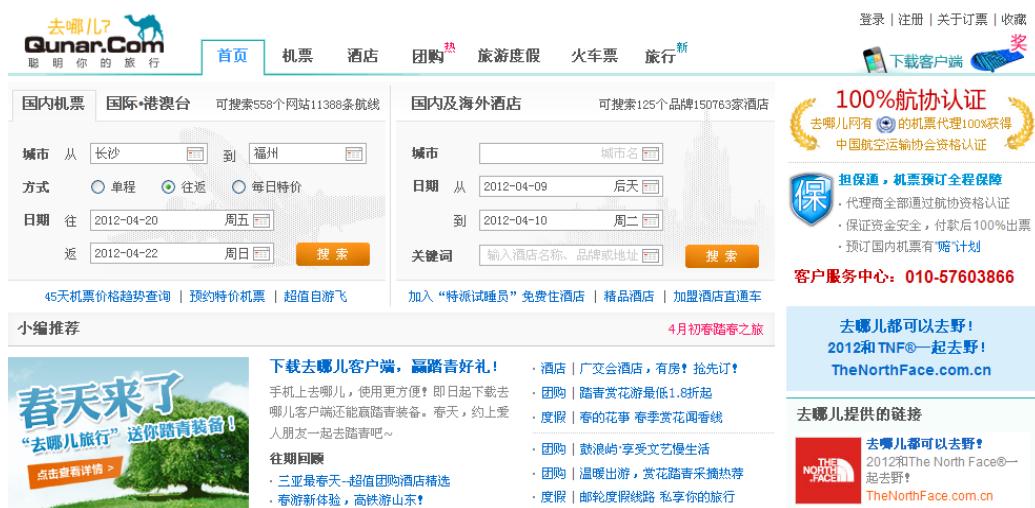 登录 | 注册 | 关于订票 | 收藏
去哪儿?
Qunar.Com
聪明你的旅行
首页 机票 酒店 团购 热 旅游度假 火车票 旅行 新
下载客户端 奖
国内机票 国际·港澳台 可搜索558个网站11388条航线
城市 从 长沙 到 福州
方式 单程 往返 每日特价
日期 往 2012-04-20 周五
返 2012-04-22 周日 搜索
45天机票价格趋势查询 | 预约特价机票 | 超值自游飞
国内及海外酒店 可搜索125个品牌150763家酒店
城市 城市名
日期 从 2012-04-09 后天
到 2012-04-10 周二
关键词 输入酒店名称、品牌或地址 搜索
加入“特派试睡员”免费住酒店 | 精品酒店 | 加盟酒店直通车
100%航协认证
去哪儿网有 的机票代理100%获得
中国航空运输协会资格认证
保
担保通，机票预订全程保障
· 代理商全部通过航协资格认证
· 保证资金安全，付款后100%出票
· 预订国内机票有"赔"计划
客户服务中心：010-57603866
小编推荐 4月初春踏春之旅
春天来了
“去哪儿旅行”送你踏青装备！
点击查看详情 >
下载去哪儿客户端，赢踏青好礼！
手机上去哪儿，使用更方便！即日起下载去
哪儿客户端还能赢踏青装备。春天，约上爱
人朋友一起去踏青吧~
往期回顾
· 三亚最春天--超值团购酒店精选
· 春游新体验，高铁游山东！
· 酒店 | 广交会酒店，有房！抢先订！
· 团购 | 踏青赏花游最低1.8折起
· 度假 | 春的花事 春季赏花闻香线
· 团购 | 鼓浪屿·享受文艺慢生活
· 团购 | 温暖出游，赏花踏青采摘热荐
· 度假 | 邮轮度假线路 私享你的旅行
去哪儿都可以去野！
2012和TNF®一起去野！
TheNorthFace.com.cn
去哪儿提供的链接
THE
NORTH
FACE
去哪儿都可以去野！
2012和The North Face®一
起去野！
TheNorthFace.com.cn